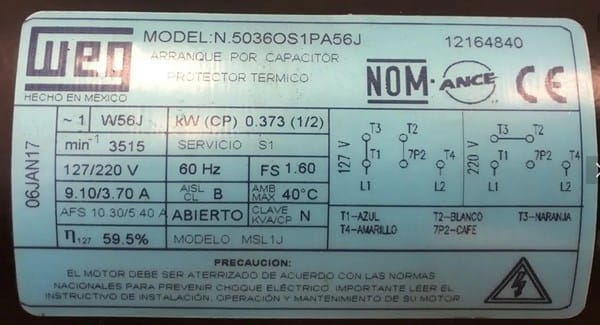 weg
MODEL:N.5036OS1PA56J
12164840
ARRANQUE POR CAPACITOR
PROTECTOR TERMICO
NOM
ANCE
CE
HECHO EN MEXICO
06JAN17
~ 1 W56J kW (CP) 0.373 (1/2)
min⁻¹ 3515 SERVICIO S1
127/220 V 60 Hz FS 1.60
9.10/3.70 A AISL CL B AMB MAX 40°C
AFS 10.30/5.40 A ABIERTO CLAVE KVA/CP N
η127 59.5% MODELO MSL1J
127 V
T3 T2
T1 7P2 T4
L1 L2
220 V
T3 T2
T1 7P2 T4
L1 L2
T1-AZUL T2-BLANCO T3-NARANJA
T4-AMARILLO 7P2-CAFE
PRECAUCION:
EL MOTOR DEBE SER ATERRIZADO DE ACUERDO CON LAS NORMAS
NACIONALES PARA PREVENIR CHOQUE ELÉCTRICO IMPORTANTE LEER EL
INSTRUCTIVO DE INSTALACIÓN, OPERACIÓN Y MANTENIMIENTO DE SU MOTOR